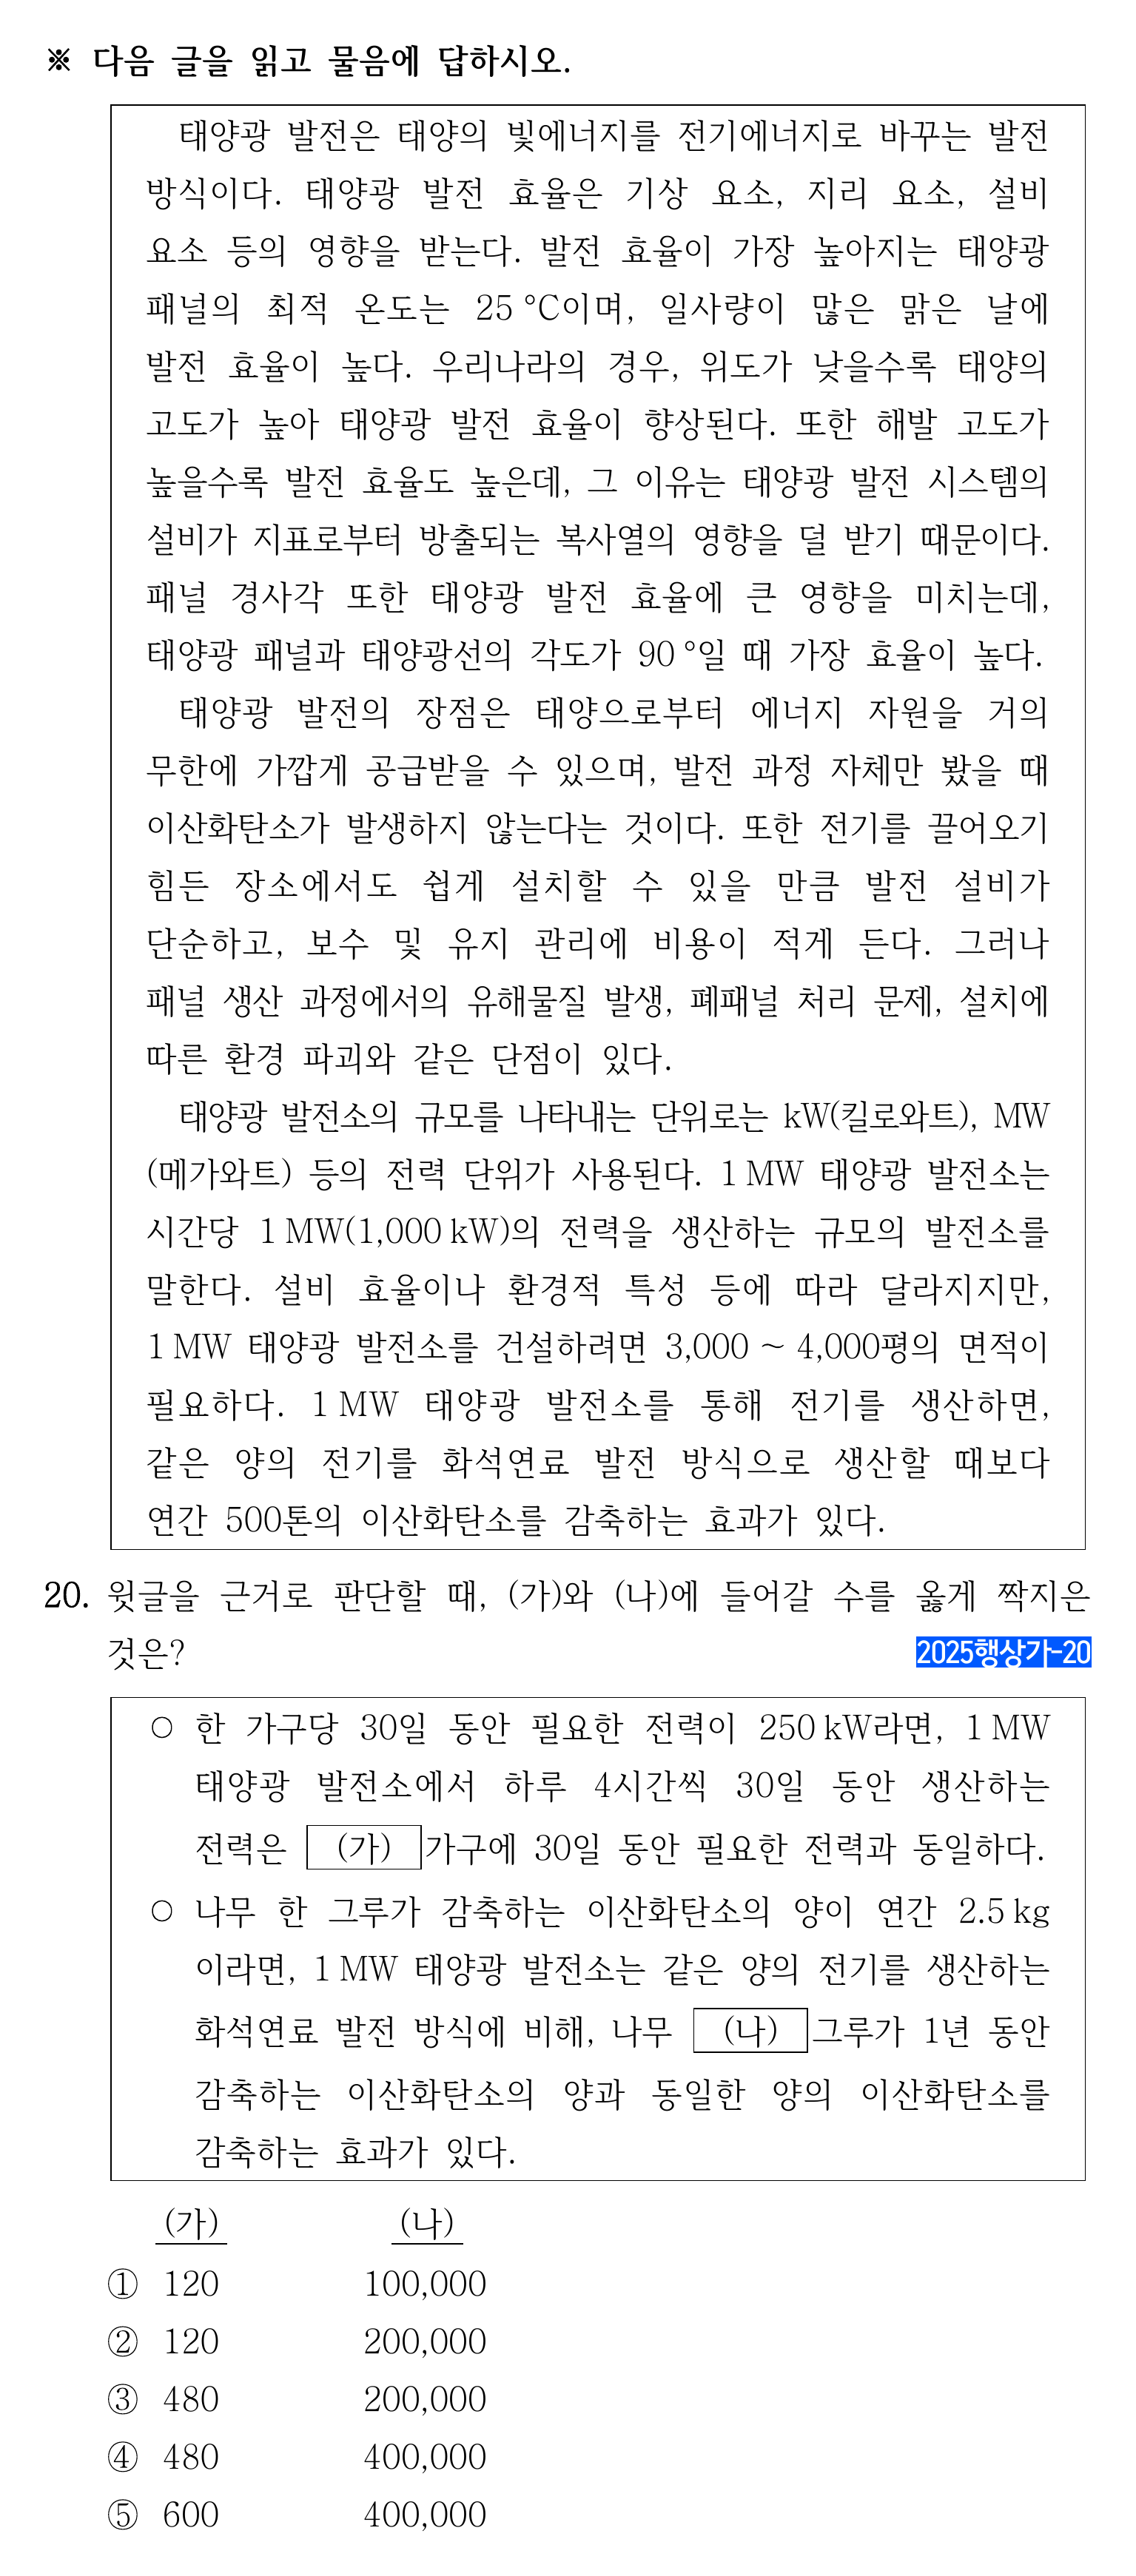 ※ 다음 글을 읽고 물음에 답하시오.
태양광 발전은 태양의 빛에너지를 전기에너지로 바꾸는 발전
방식이다. 태양광 발전 효율은 기상 요소, 지리 요소, 설비
요소 등의 영향을 받는다. 발전 효율이 가장 높아지는 태양광
패널의 최적 온도는 25 ℃이며, 일사량이 많은 맑은 날에
발전 효율이 높다. 우리나라의 경우, 위도가 낮을수록 태양의
고도가 높아 태양광 발전 효율이 향상된다. 또한 해발 고도가
높을수록 발전 효율도 높은데, 그 이유는 태양광 발전 시스템의
설비가 지표로부터 방출되는 복사열의 영향을 덜 받기 때문이다.
패널 경사각 또한 태양광 발전 효율에 큰 영향을 미치는데,
태양광 패널과 태양광선의 각도가 90 °일 때 가장 효율이 높다.
태양광 발전의 장점은 태양으로부터 에너지 자원을 거의
무한에 가깝게 공급받을 수 있으며, 발전 과정 자체만 봤을 때
이산화탄소가 발생하지 않는다는 것이다. 또한 전기를 끌어오기
힘든 장소에서도 쉽게 설치할 수 있을 만큼 발전 설비가
단순하고, 보수 및 유지 관리에 비용이 적게 든다. 그러나
패널 생산 과정에서의 유해물질 발생, 폐패널 처리 문제, 설치에
따른 환경 파괴와 같은 단점이 있다.
태양광 발전소의 규모를 나타내는 단위로는 kW(킬로와트), MW
(메가와트) 등의 전력 단위가 사용된다. 1 MW 태양광 발전소는
시간당 1 MW(1,000 kW)의 전력을 생산하는 규모의 발전소를
말한다. 설비 효율이나 환경적 특성 등에 따라 달라지지만,
1 MW 태양광 발전소를 건설하려면 3,000 ~ 4,000평의 면적이
필요하다. 1 MW 태양광 발전소를 통해 전기를 생산하면,
같은 양의 전기를 화석연료 발전 방식으로 생산할 때보다
연간 500톤의 이산화탄소를 감축하는 효과가 있다.
20. 윗글을 근거로 판단할 때, (가)와 (나)에 들어갈 수를 옳게 짝지은
것은? 2025행상가-20
○ 한 가구당 30일 동안 필요한 전력이 250 kW라면, 1 MW
태양광 발전소에서 하루 4시간씩 30일 동안 생산하는
전력은 (가) 가구에 30일 동안 필요한 전력과 동일하다.
○ 나무 한 그루가 감축하는 이산화탄소의 양이 연간 2.5 kg
이라면, 1 MW 태양광 발전소는 같은 양의 전기를 생산하는
화석연료 발전 방식에 비해, 나무 (나) 그루가 1년 동안
감축하는 이산화탄소의 양과 동일한 양의 이산화탄소를
감축하는 효과가 있다.
(가) (나)
① 120 100,000
② 120 200,000
③ 480 200,000
④ 480 400,000
⑤ 600 400,000